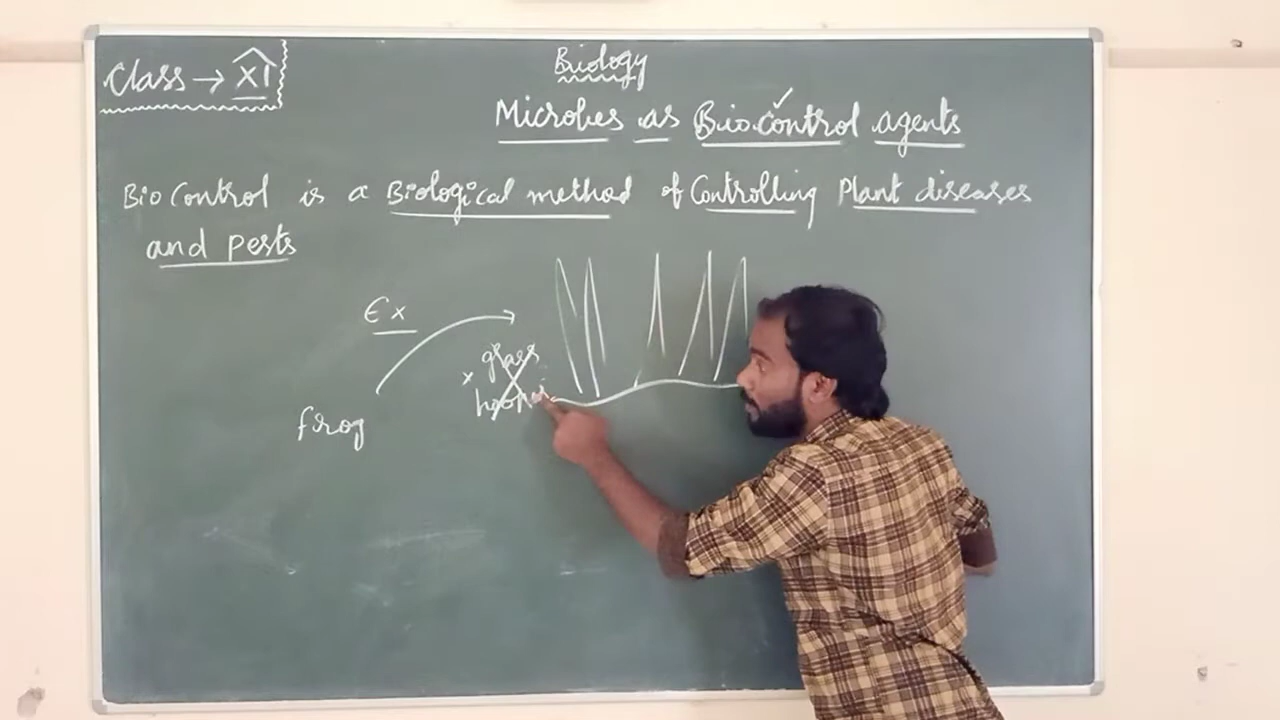 Class → XI
Biology
Microbes as Bio control agents
Bio Control is a Biological method of Controlling Plant diseases
and pests
Ex
grass
frog